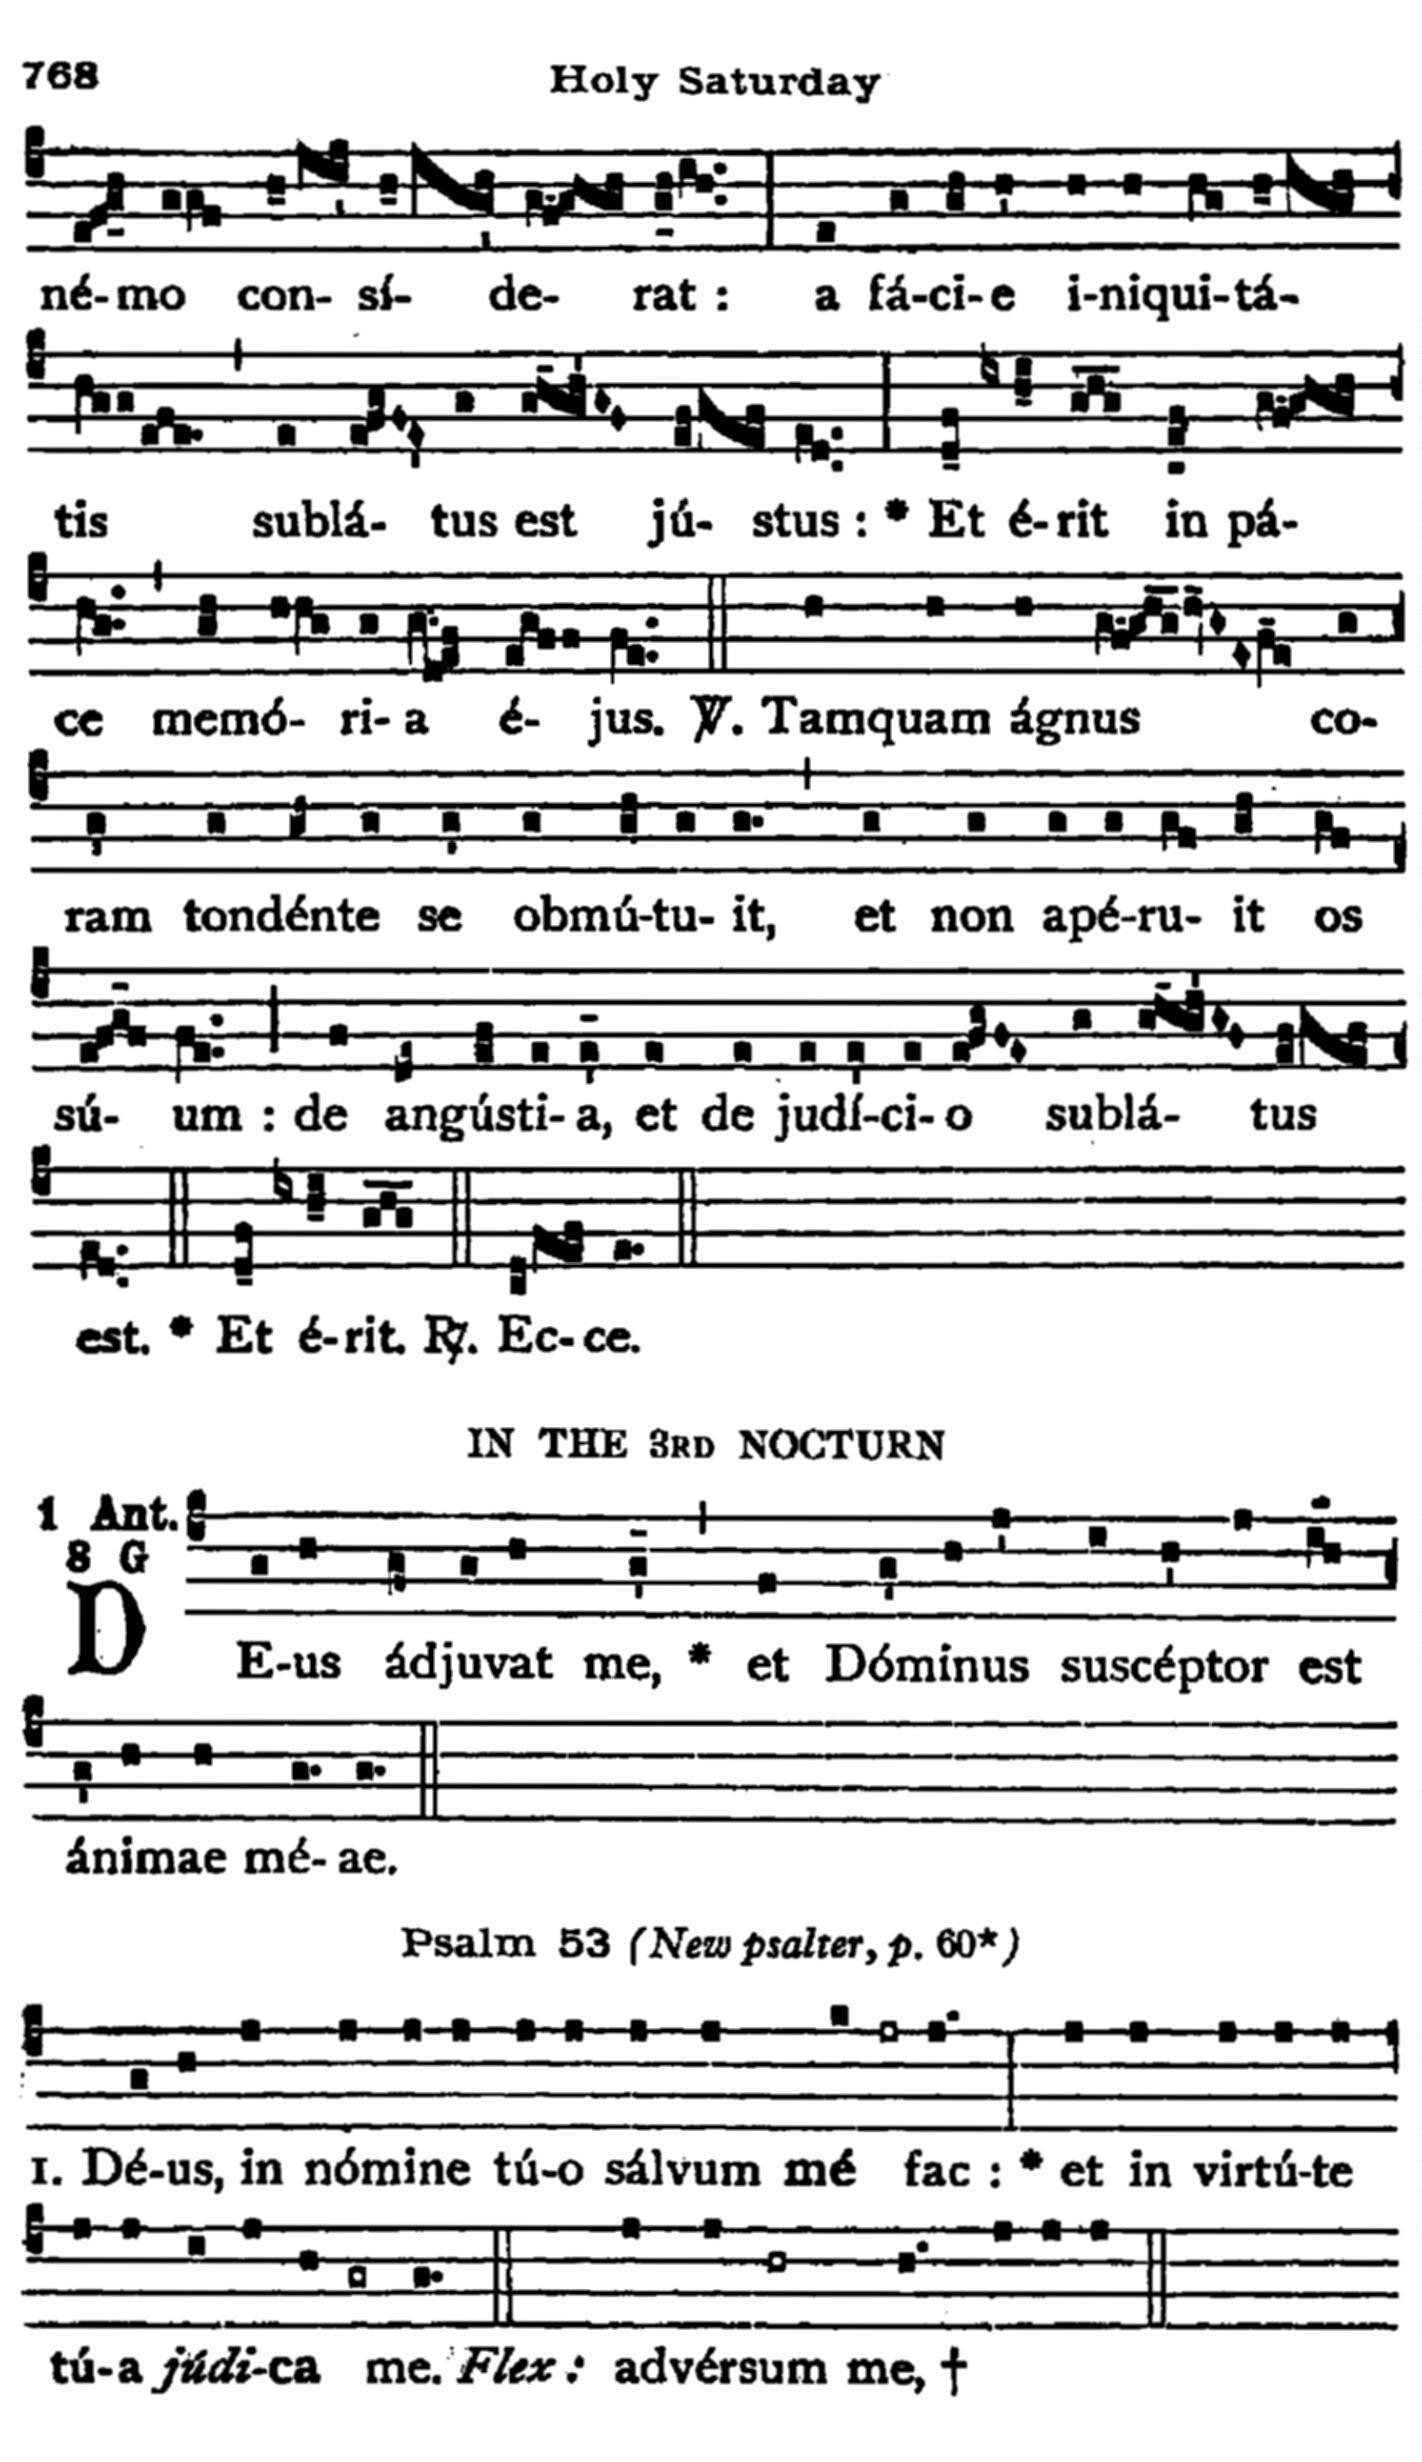 768 Holy Saturday
né-mo con- sí- de- rat : a fá-ci-e i-niqui-tá-
tis sublá- tus est jú- stus : * Et é-rit in pá-
ce memó- ri- a é- jus. ℣. Tamquam ágnus co-
ram tondénte se obmú-tu- it, et non apé-ru- it os
sú- um : de angústi- a, et de judí-ci- o sublá- tus
est. * Et é-rit. ℟. Ec-ce.
IN THE 3RD NOCTURN
1 Ant.
8 G
DE-us ádjuvat me, * et Dóminus suscéptor est
ánimae mé- ae.
Psalm 53 (New psalter, p. 60*)
1. Dé-us, in nómine tú-o sálvum mé fac : * et in virtú-te
tú-a júdi-ca me. Flex : advérsum me, †